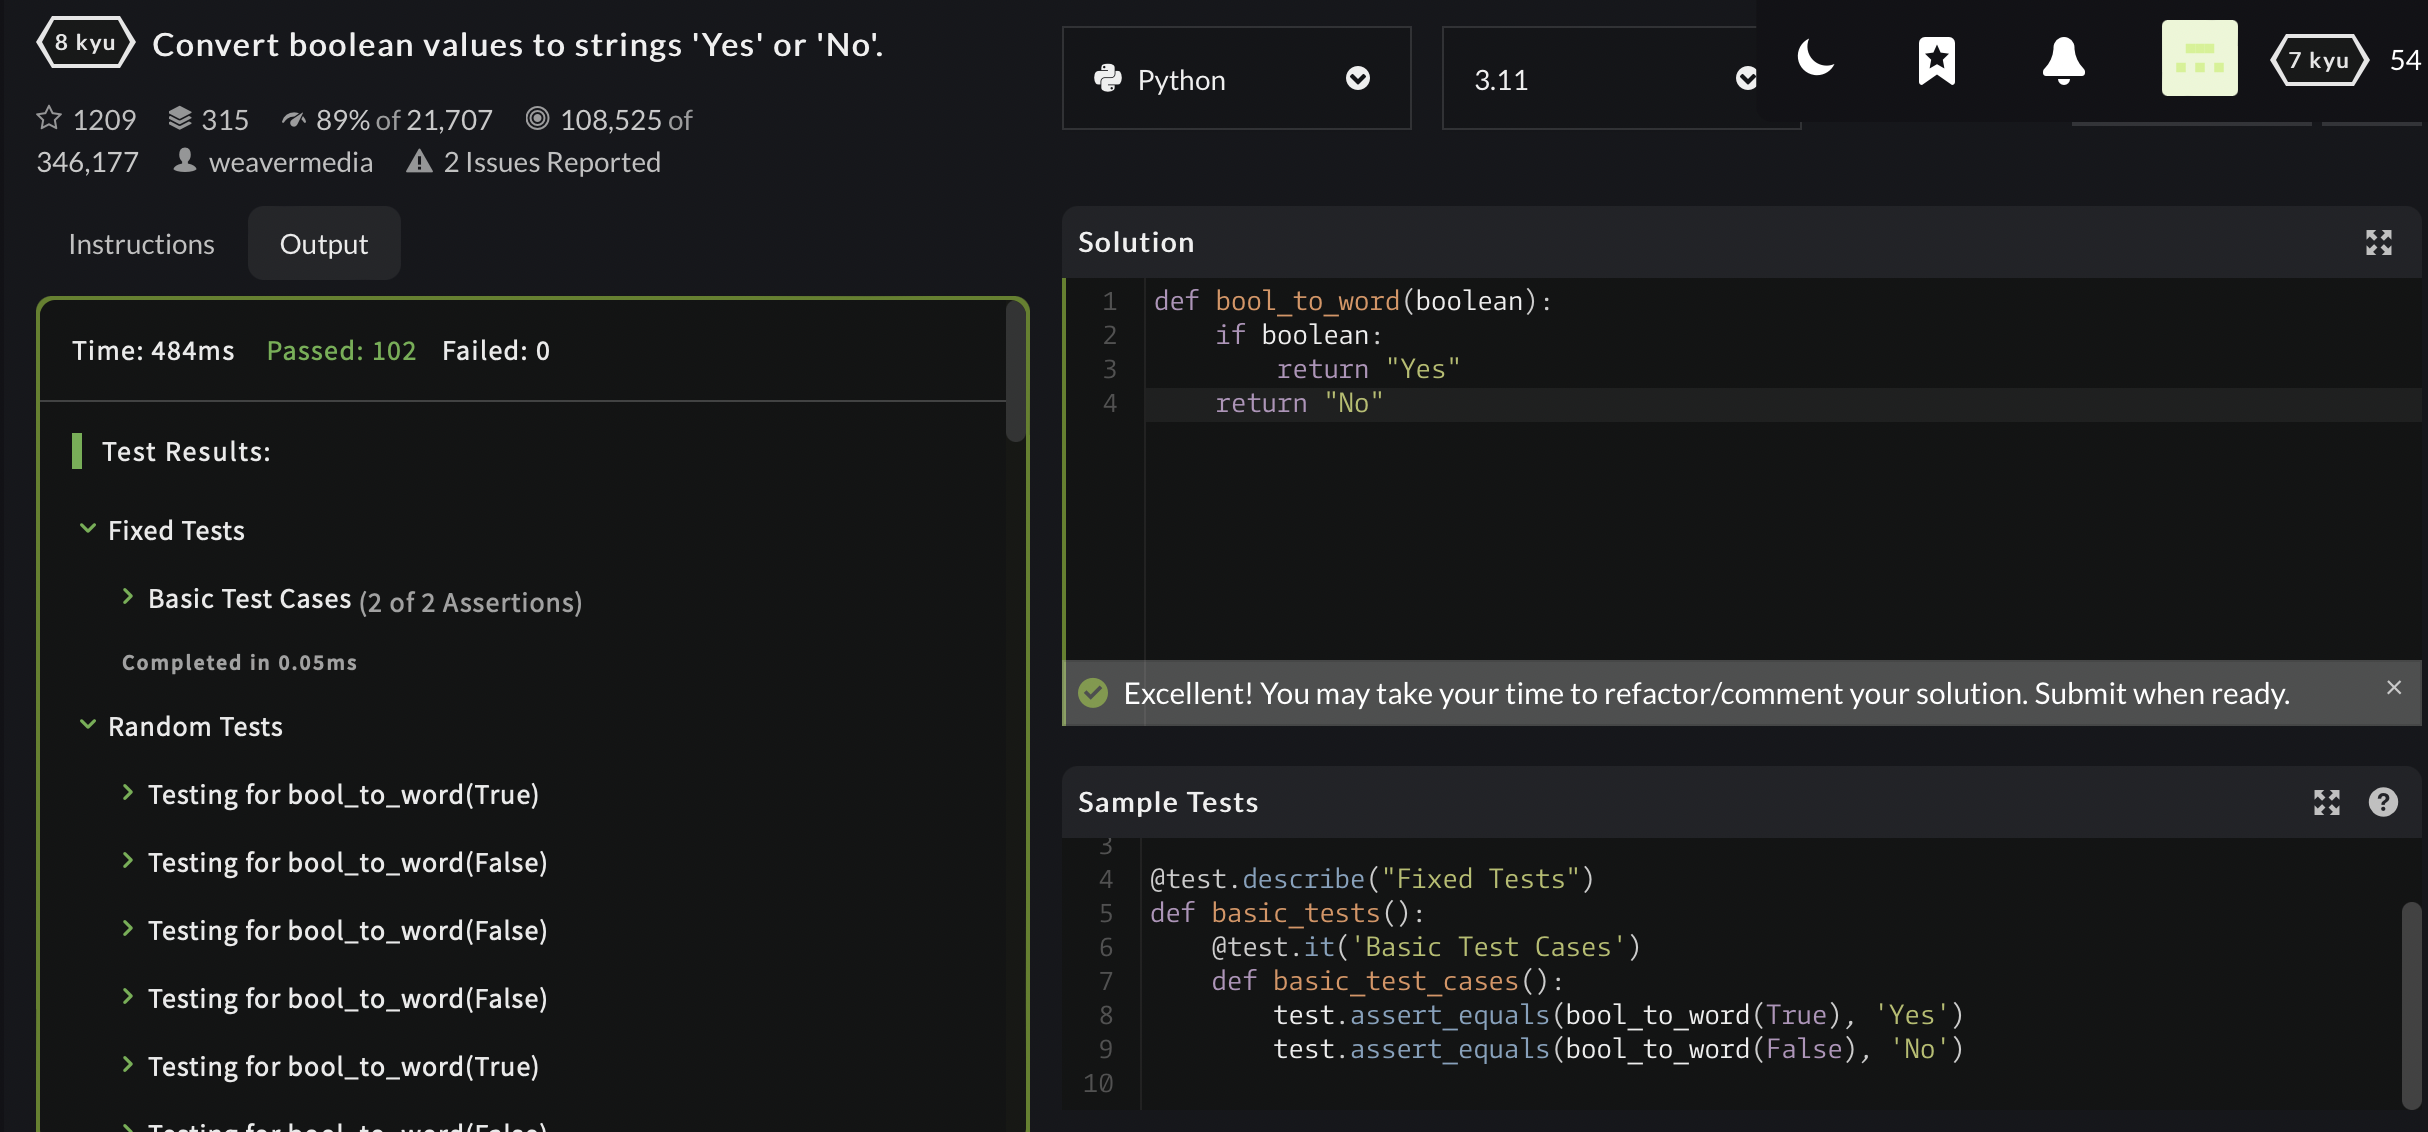 8 kyu Convert boolean values to strings 'Yes' or 'No'.
1209 315 89% of 21,707 108,525 of
346,177 weavermedia 2 Issues Reported
Python
3.11
7 kyu 54
Instructions Output
Time: 484ms Passed: 102 Failed: 0
Test Results:
Fixed Tests
Basic Test Cases (2 of 2 Assertions)
Completed in 0.05ms
Random Tests
Testing for bool_to_word(True)
Testing for bool_to_word(False)
Testing for bool_to_word(False)
Testing for bool_to_word(False)
Testing for bool_to_word(True)
Testing for bool_to_word(False)
Solution
1 def bool_to_word(boolean):
2     if boolean:
3         return "Yes"
4     return "No"
Excellent! You may take your time to refactor/comment your solution. Submit when ready.
Sample Tests
3
4 @test.describe("Fixed Tests")
5 def basic_tests():
6     @test.it('Basic Test Cases')
7     def basic_test_cases():
8         test.assert_equals(bool_to_word(True), 'Yes')
9         test.assert_equals(bool_to_word(False), 'No')
10